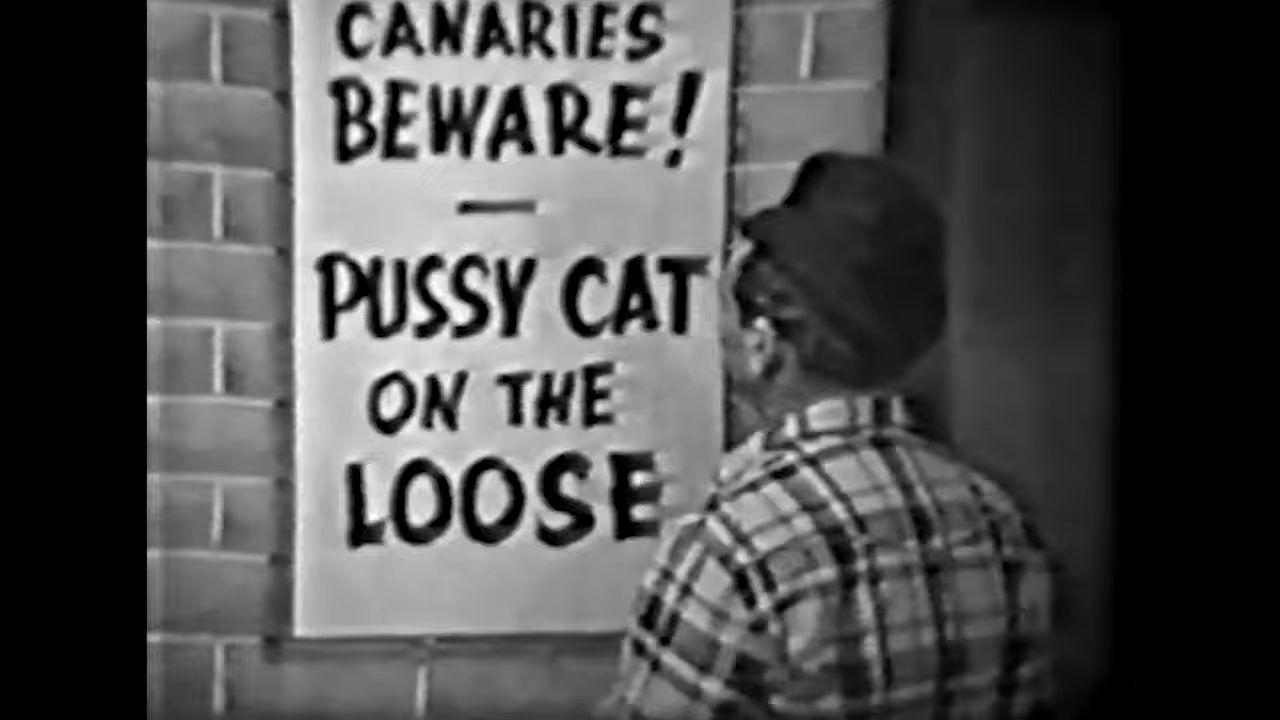 CANARIES
BEWARE!
—
PUSSY CAT
ON THE
LOOSE